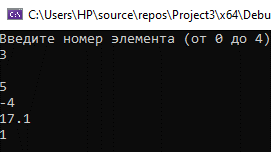 C:\Users\HP\source\repos\Project3\x64\Debu
Введите номер элемента (от 0 до 4)
3
5
-4
17.1
1